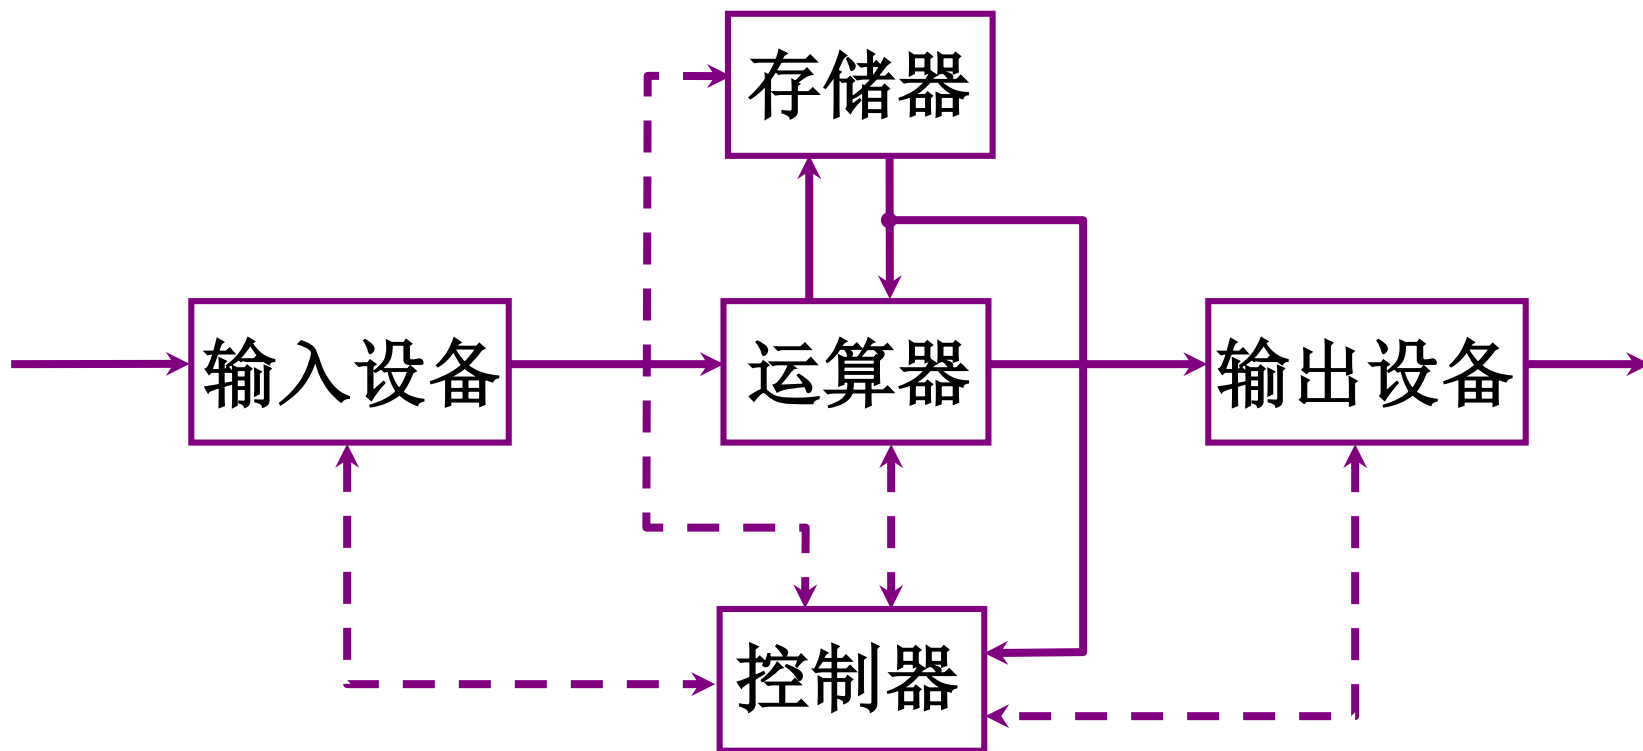 存储器
输入设备
运算器
输出设备
控制器